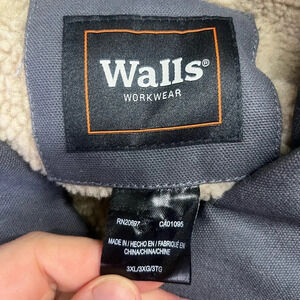 Walls®
WORKWEAR
RN20697 CA01095
MADE IN / HECHO EN / FABRIQUÉ EN
CHINA/CHINA/CHINE
3XL/3XG/3TG